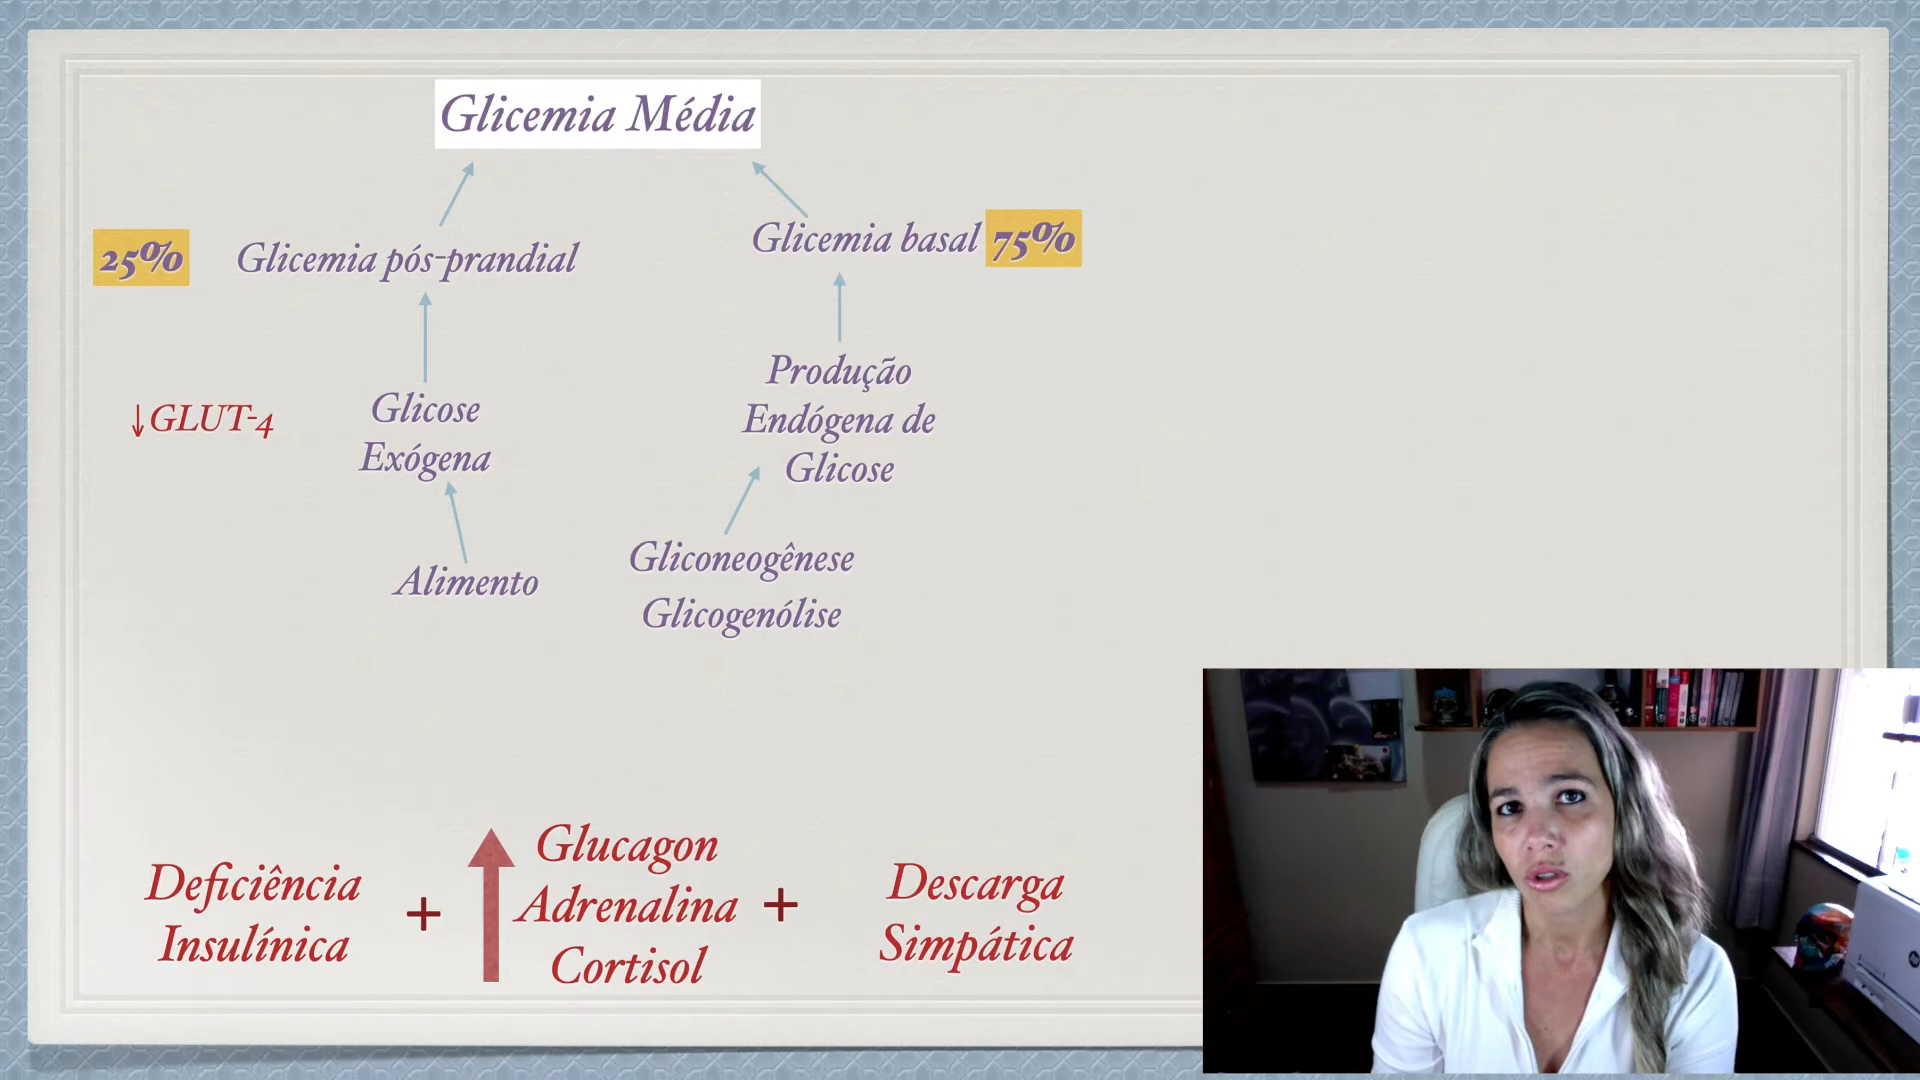 Glicemia Média
25%
Glicemia pós-prandial
Glicemia basal
75%
↓GLUT-4
Glicose
Exógena
Alimento
Produção
Endógena de
Glicose
Gliconeogênese
Glicogenólise
Deficiência
Insulínica
+
Glucagon
Adrenalina
Cortisol
+
Descarga
Simpática